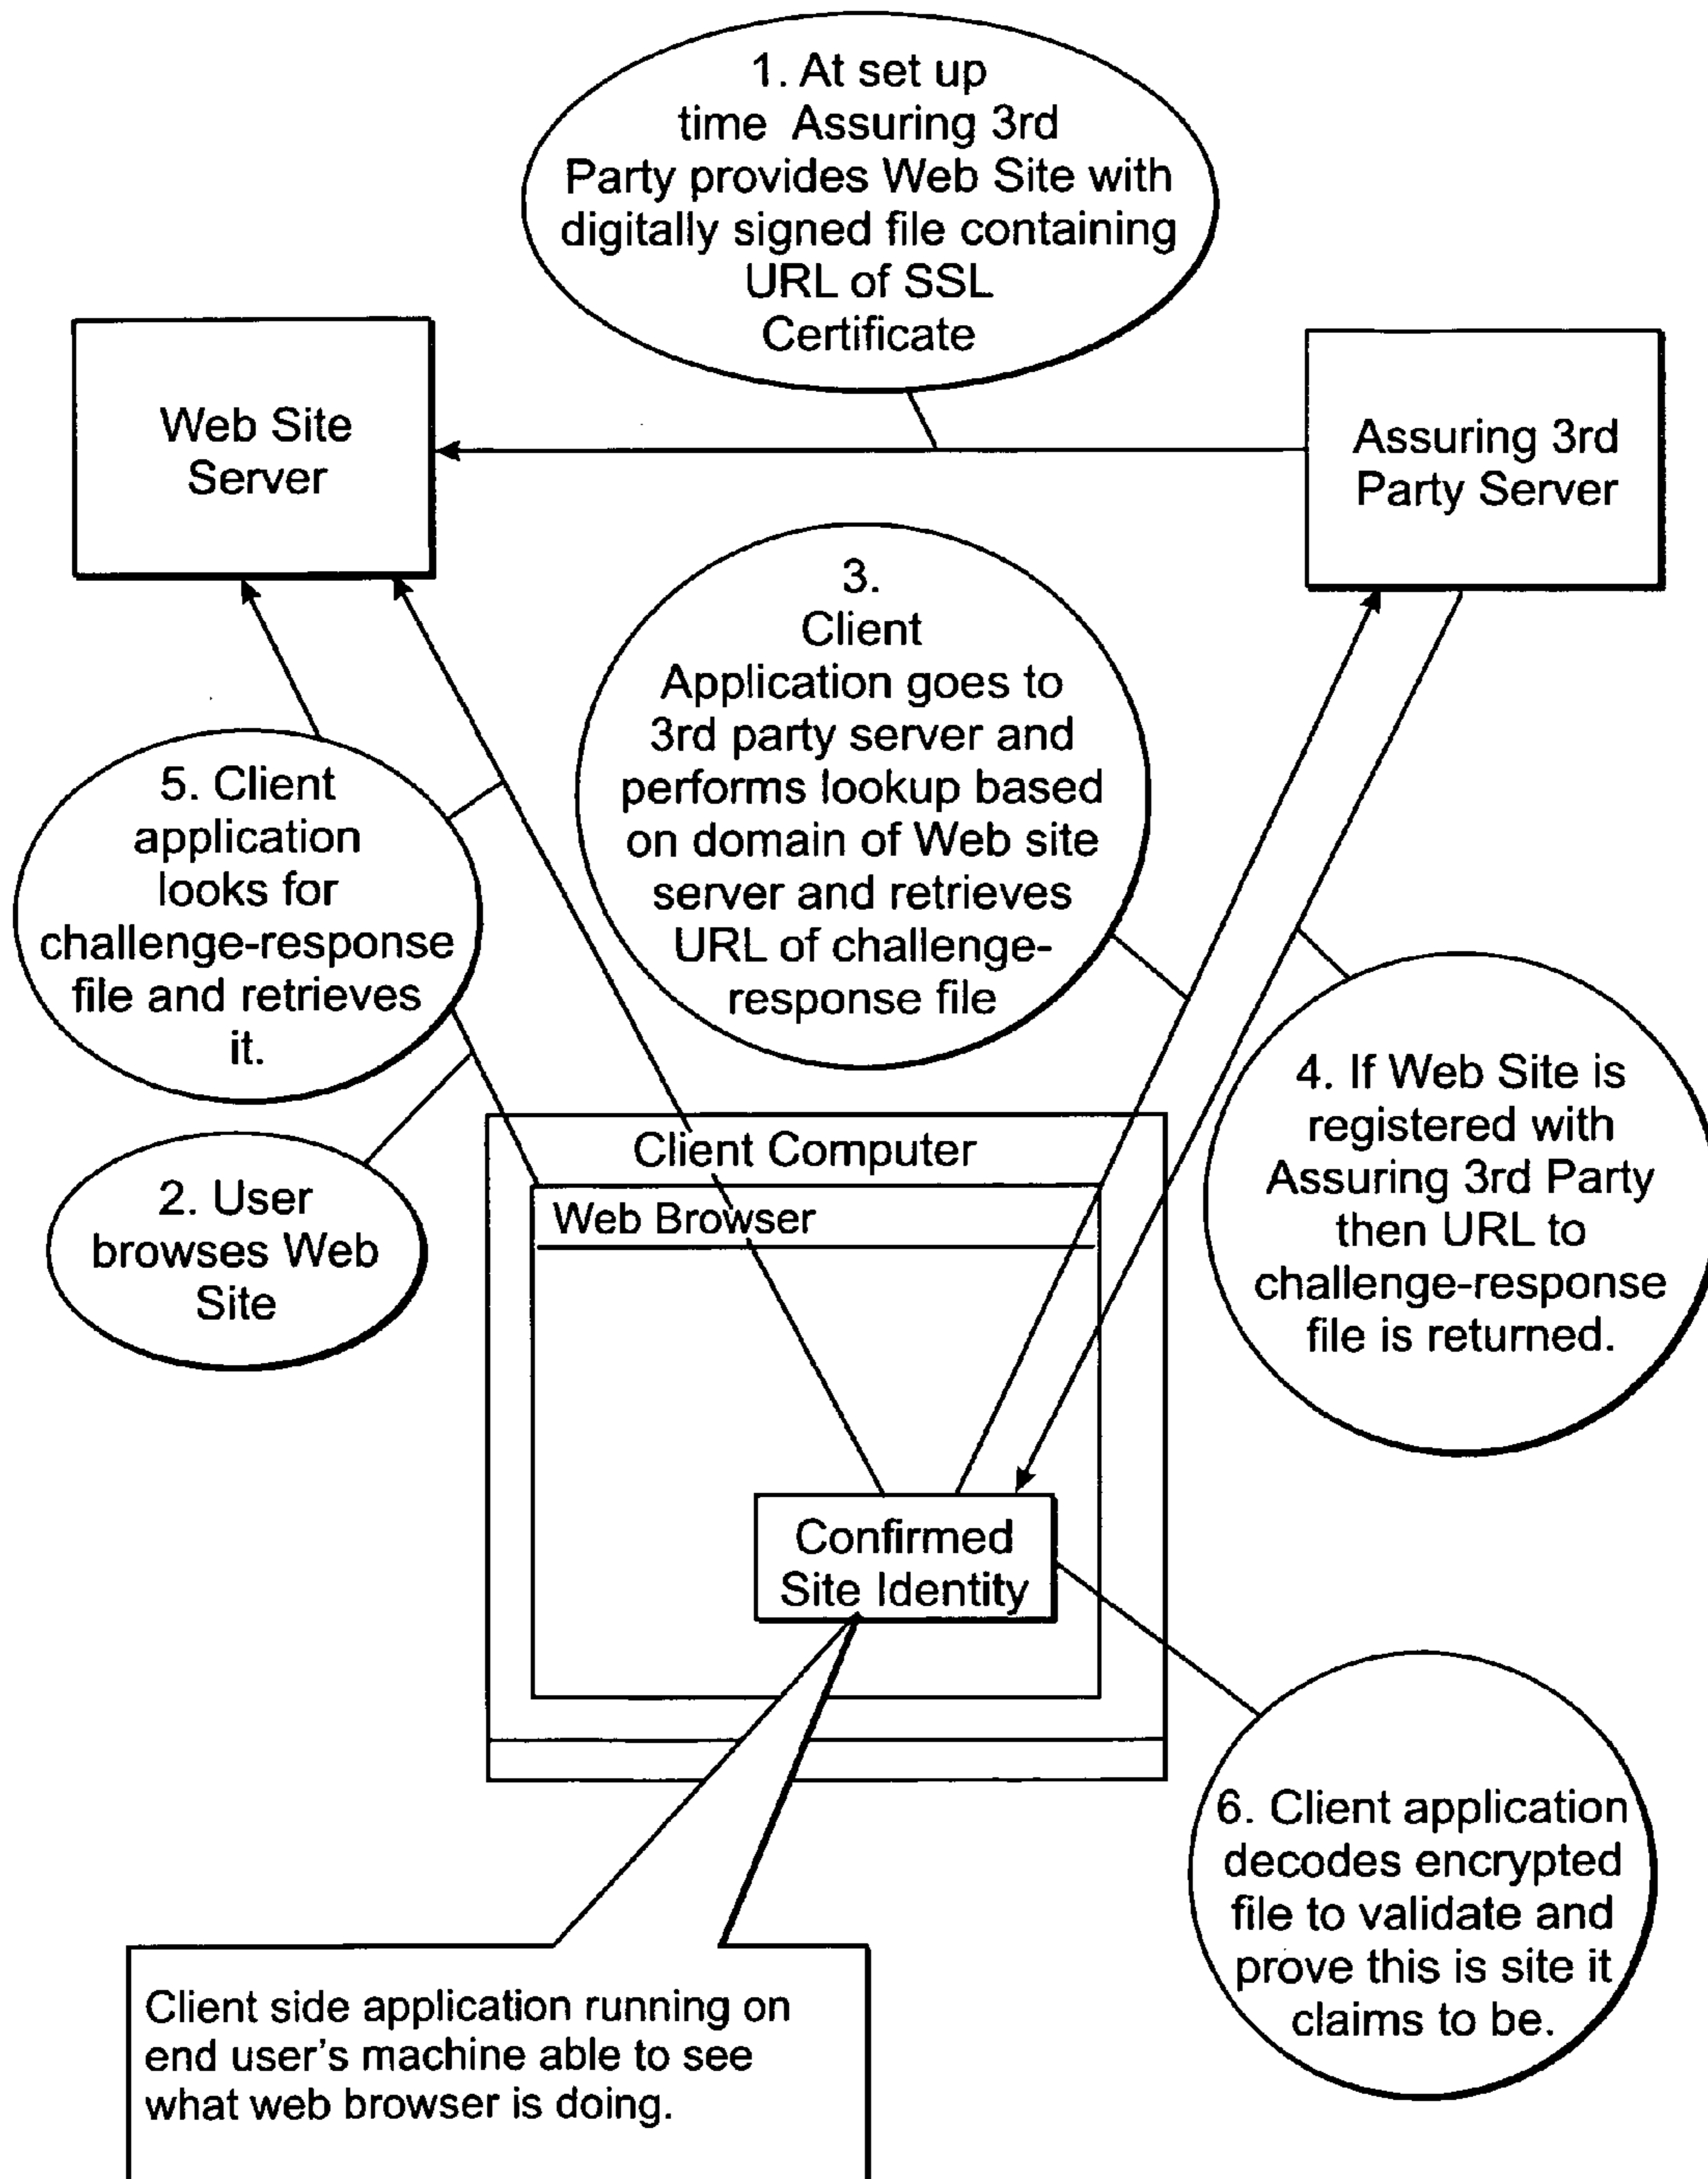 1. At set up
time Assuring 3rd
Party provides Web Site with
digitally signed file containing
URL of SSL
Certificate
Web Site
Server
Assuring 3rd
Party Server
3.
Client
Application goes to
3rd party server and
performs lookup based
on domain of Web site
server and retrieves
URL of challenge-
response file
5. Client
application
looks for
challenge-response
file and retrieves
it.
4. If Web Site is
registered with
Assuring 3rd Party
then URL to
challenge-response
file is returned.
2. User
browses Web
Site
Client Computer
Web Browser
Confirmed
Site Identity
6. Client application
decodes encrypted
file to validate and
prove this is site it
claims to be.
Client side application running on
end user's machine able to see
what web browser is doing.